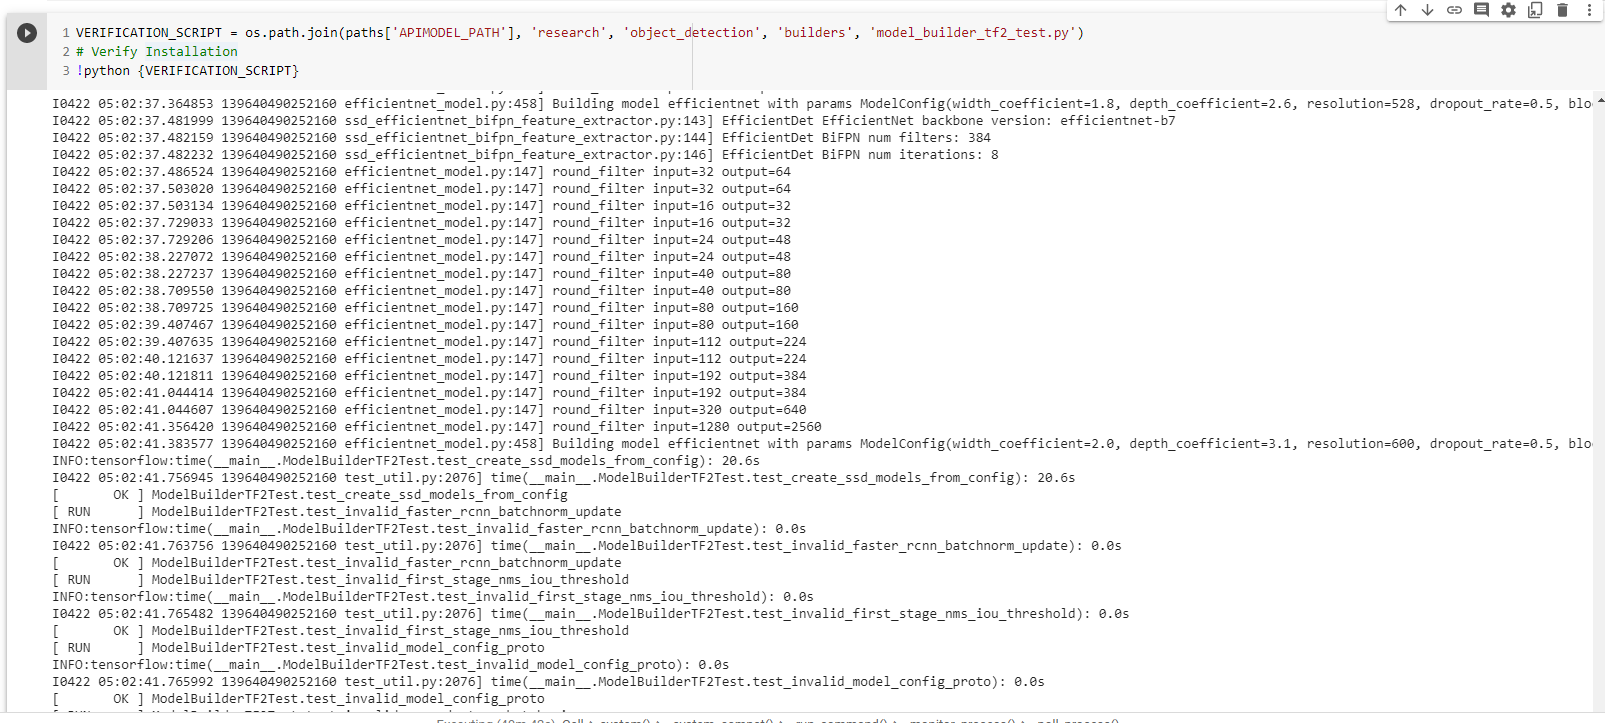 1 VERIFICATION_SCRIPT = os.path.join(paths['APIMODEL_PATH'], 'research', 'object_detection', 'builders', 'model_builder_tf2_test.py')
2 # Verify Installation
3 !python {VERIFICATION_SCRIPT}
I0422 05:02:37.364853 139640490252160 efficientnet_model.py:458] Building model efficientnet with params ModelConfig(width_coefficient=1.8, depth_coefficient=2.6, resolution=528, dropout_rate=0.5, blo
I0422 05:02:37.481999 139640490252160 ssd_efficientnet_bifpn_feature_extractor.py:143] EfficientDet EfficientNet backbone version: efficientnet-b7
I0422 05:02:37.482159 139640490252160 ssd_efficientnet_bifpn_feature_extractor.py:144] EfficientDet BiFPN num filters: 384
I0422 05:02:37.482232 139640490252160 ssd_efficientnet_bifpn_feature_extractor.py:146] EfficientDet BiFPN num iterations: 8
I0422 05:02:37.486524 139640490252160 efficientnet_model.py:147] round_filter input=32 output=64
I0422 05:02:37.503020 139640490252160 efficientnet_model.py:147] round_filter input=32 output=64
I0422 05:02:37.503134 139640490252160 efficientnet_model.py:147] round_filter input=16 output=32
I0422 05:02:37.729033 139640490252160 efficientnet_model.py:147] round_filter input=16 output=32
I0422 05:02:37.729206 139640490252160 efficientnet_model.py:147] round_filter input=24 output=48
I0422 05:02:38.227072 139640490252160 efficientnet_model.py:147] round_filter input=24 output=48
I0422 05:02:38.227237 139640490252160 efficientnet_model.py:147] round_filter input=40 output=80
I0422 05:02:38.709550 139640490252160 efficientnet_model.py:147] round_filter input=40 output=80
I0422 05:02:38.709725 139640490252160 efficientnet_model.py:147] round_filter input=80 output=160
I0422 05:02:39.407467 139640490252160 efficientnet_model.py:147] round_filter input=80 output=160
I0422 05:02:39.407635 139640490252160 efficientnet_model.py:147] round_filter input=112 output=224
I0422 05:02:40.121637 139640490252160 efficientnet_model.py:147] round_filter input=112 output=224
I0422 05:02:40.121811 139640490252160 efficientnet_model.py:147] round_filter input=192 output=384
I0422 05:02:41.044414 139640490252160 efficientnet_model.py:147] round_filter input=192 output=384
I0422 05:02:41.044607 139640490252160 efficientnet_model.py:147] round_filter input=320 output=640
I0422 05:02:41.356420 139640490252160 efficientnet_model.py:147] round_filter input=1280 output=2560
I0422 05:02:41.383577 139640490252160 efficientnet_model.py:458] Building model efficientnet with params ModelConfig(width_coefficient=2.0, depth_coefficient=3.1, resolution=600, dropout_rate=0.5, blo
INFO:tensorflow:time(__main__.ModelBuilderTF2Test.test_create_ssd_models_from_config): 20.6s
I0422 05:02:41.756945 139640490252160 test_util.py:2076] time(__main__.ModelBuilderTF2Test.test_create_ssd_models_from_config): 20.6s
[       OK ] ModelBuilderTF2Test.test_create_ssd_models_from_config
[ RUN      ] ModelBuilderTF2Test.test_invalid_faster_rcnn_batchnorm_update
INFO:tensorflow:time(__main__.ModelBuilderTF2Test.test_invalid_faster_rcnn_batchnorm_update): 0.0s
I0422 05:02:41.763756 139640490252160 test_util.py:2076] time(__main__.ModelBuilderTF2Test.test_invalid_faster_rcnn_batchnorm_update): 0.0s
[       OK ] ModelBuilderTF2Test.test_invalid_faster_rcnn_batchnorm_update
[ RUN      ] ModelBuilderTF2Test.test_invalid_first_stage_nms_iou_threshold
INFO:tensorflow:time(__main__.ModelBuilderTF2Test.test_invalid_first_stage_nms_iou_threshold): 0.0s
I0422 05:02:41.765482 139640490252160 test_util.py:2076] time(__main__.ModelBuilderTF2Test.test_invalid_first_stage_nms_iou_threshold): 0.0s
[       OK ] ModelBuilderTF2Test.test_invalid_first_stage_nms_iou_threshold
[ RUN      ] ModelBuilderTF2Test.test_invalid_model_config_proto
INFO:tensorflow:time(__main__.ModelBuilderTF2Test.test_invalid_model_config_proto): 0.0s
I0422 05:02:41.765992 139640490252160 test_util.py:2076] time(__main__.ModelBuilderTF2Test.test_invalid_model_config_proto): 0.0s
[       OK ] ModelBuilderTF2Test.test_invalid_model_config_proto